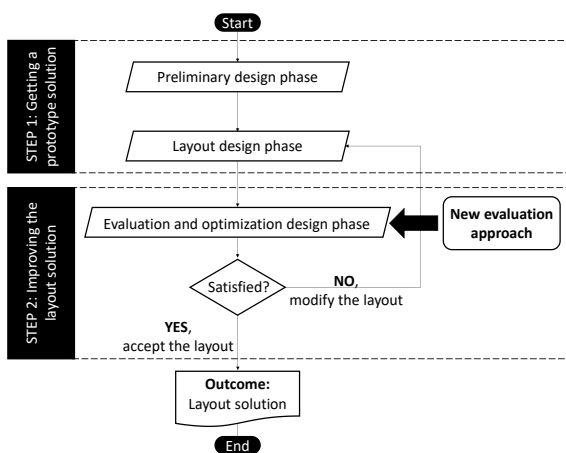 Start
STEP 1: Getting a
prototype solution
Preliminary design phase
Layout design phase
STEP 2: Improving the
layout solution
Evaluation and optimization design phase
New evaluation
approach
Satisfied?
NO,
modify the layout
YES,
accept the layout
Outcome:
Layout solution
End